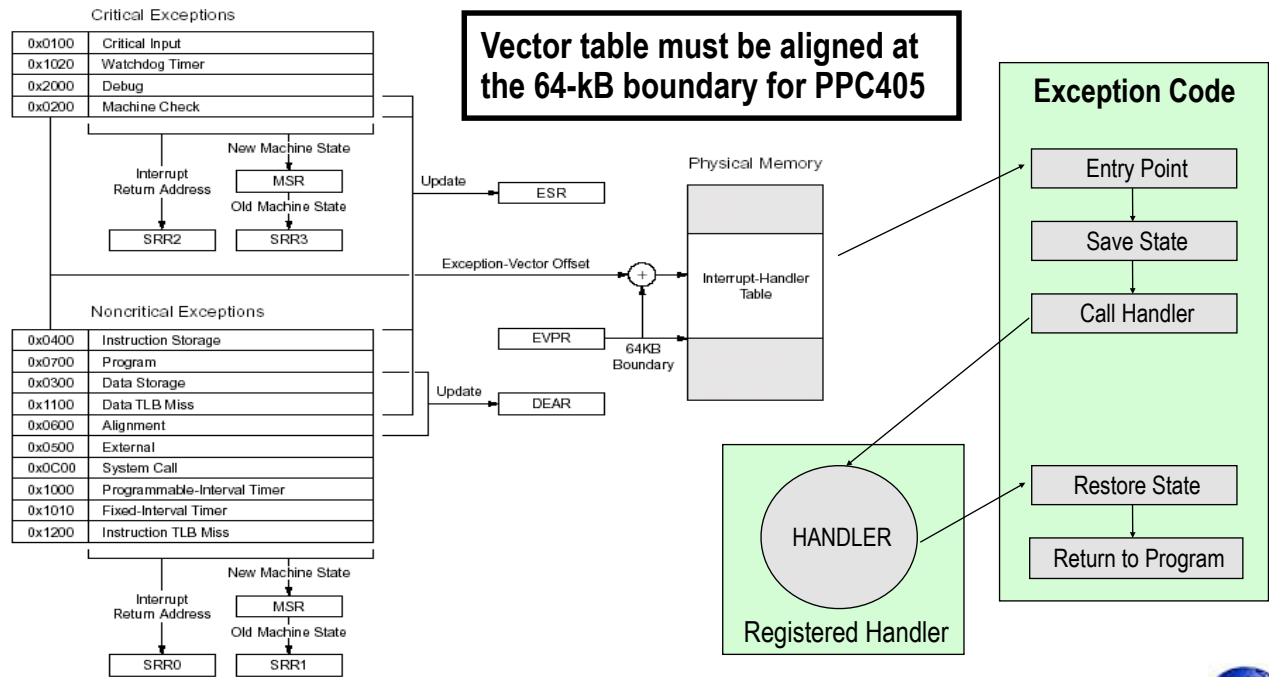 Critical Exceptions
0x0100 Critical Input
0x1020 Watchdog Timer
0x2000 Debug
0x0200 Machine Check
Interrupt
Return Address
New Machine State
MSR
Old Machine State
SRR2
SRR3
Vector table must be aligned at
the 64-kB boundary for PPC405
Update
ESR
Exception-Vector Offset
+
EVPR
64KB
Boundary
Update
DEAR
Physical Memory
Interrupt-Handler
Table
Noncritical Exceptions
0x0400 Instruction Storage
0x0700 Program
0x0300 Data Storage
0x1100 Data TLB Miss
0x0600 Alignment
0x0500 External
0x0C00 System Call
0x1000 Programmable-Interval Timer
0x1010 Fixed-Interval Timer
0x1200 Instruction TLB Miss
Interrupt
Return Address
New Machine State
MSR
Old Machine State
SRR0
SRR1
Exception Code
Entry Point
Save State
Call Handler
Restore State
Return to Program
HANDLER
Registered Handler